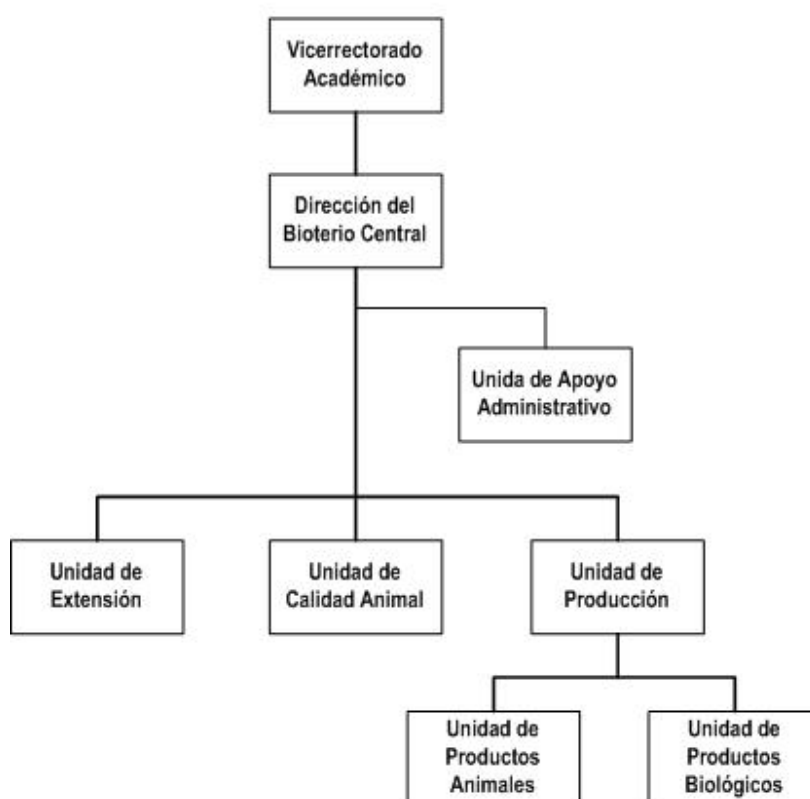 Vicerrectorado
Académico
Dirección del
Bioterio Central
Unida de Apoyo
Administrativo
Unidad de
Extensión
Unidad de
Calidad Animal
Unidad de
Producción
Unidad de
Productos
Animales
Unidad de
Productos
Biológicos